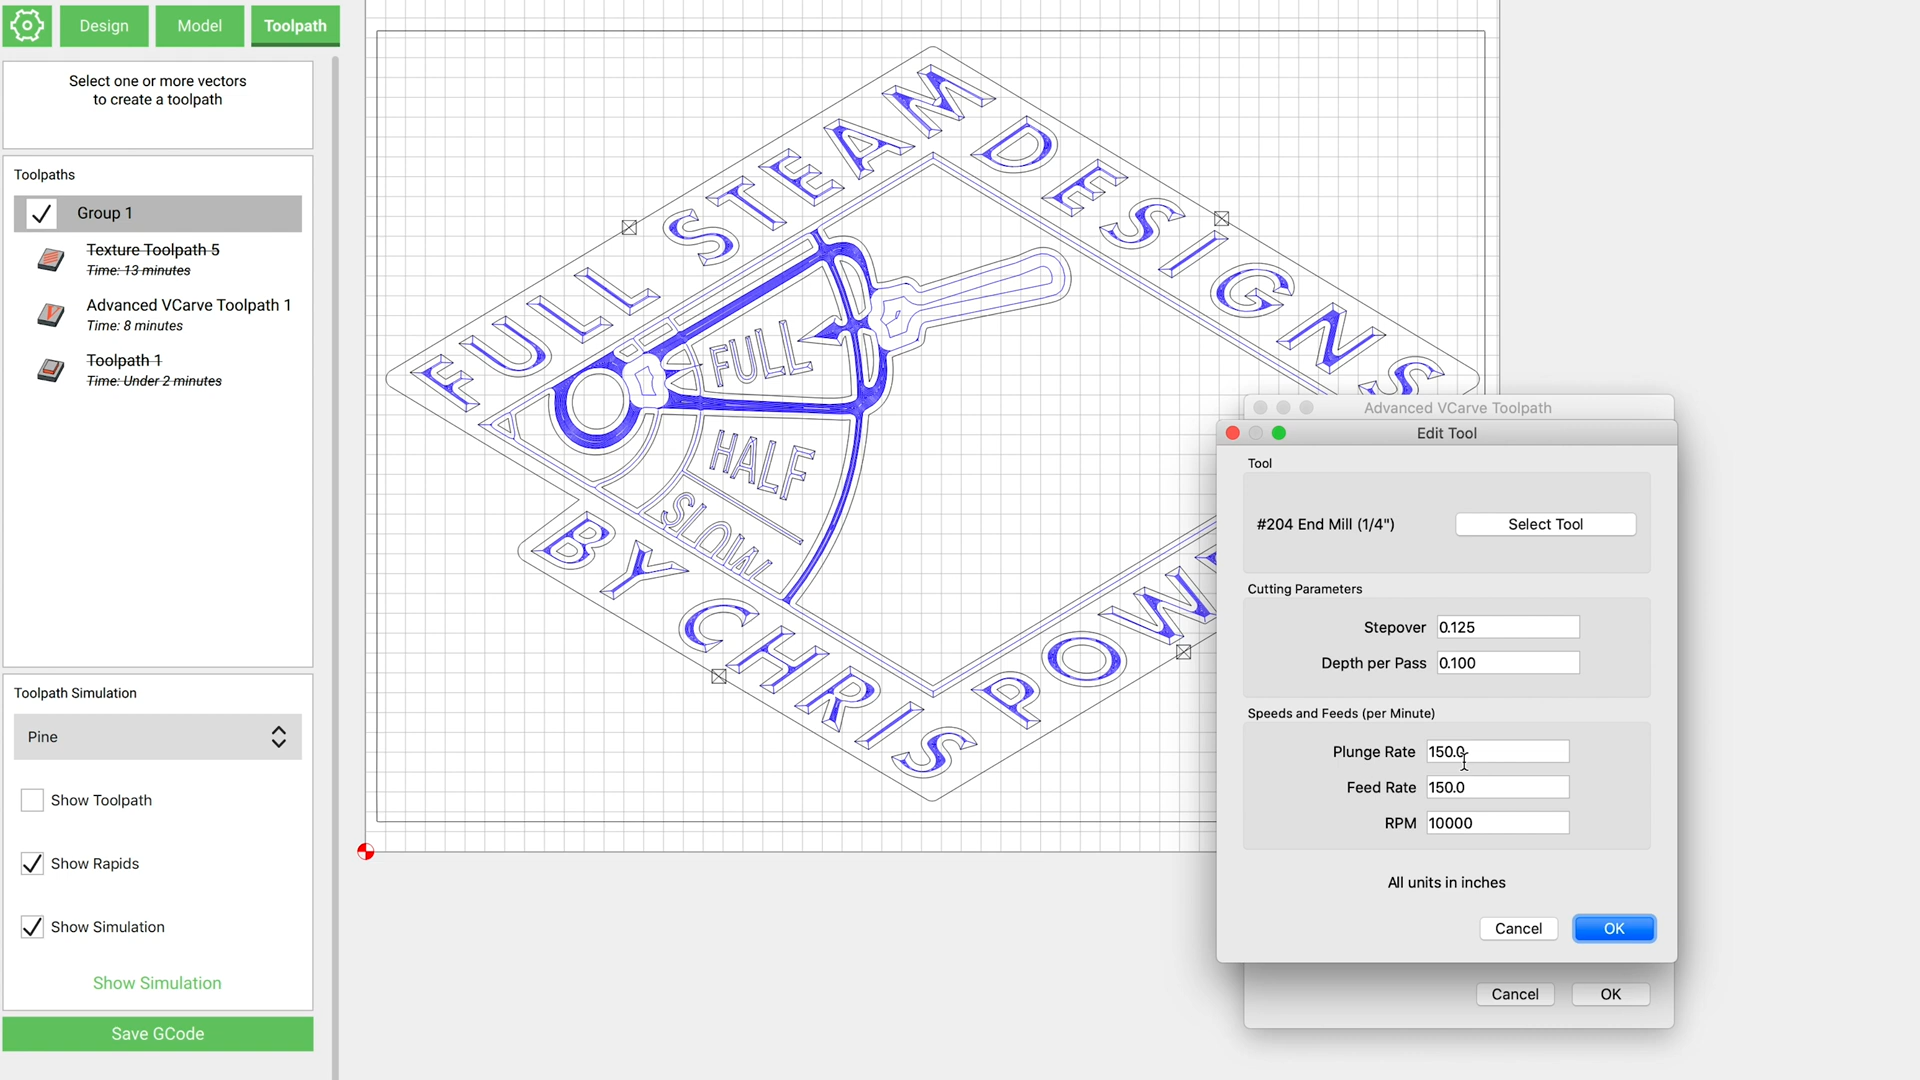 Design
Model
Toolpath
Select one or more vectors
to create a toolpath
Toolpaths
Group 1
Texture Toolpath 5
Time: 13 minutes
Advanced VCarve Toolpath 1
Time: 8 minutes
Toolpath 1
Time: Under 2 minutes
Toolpath Simulation
Pine
Show Toolpath
Show Rapids
Show Simulation
Show Simulation
Save GCode
FULL STEAM
DESIGNS
FULL
HALF
SLOW
BY CHRIS
POW
Advanced VCarve Toolpath
Edit Tool
Tool
#204 End Mill (1/4")
Select Tool
Cutting Parameters
Stepover 0.125
Depth per Pass 0.100
Speeds and Feeds (per Minute)
Plunge Rate 150.0
Feed Rate 150.0
RPM 10000
All units in inches
Cancel
OK
Cancel
OK